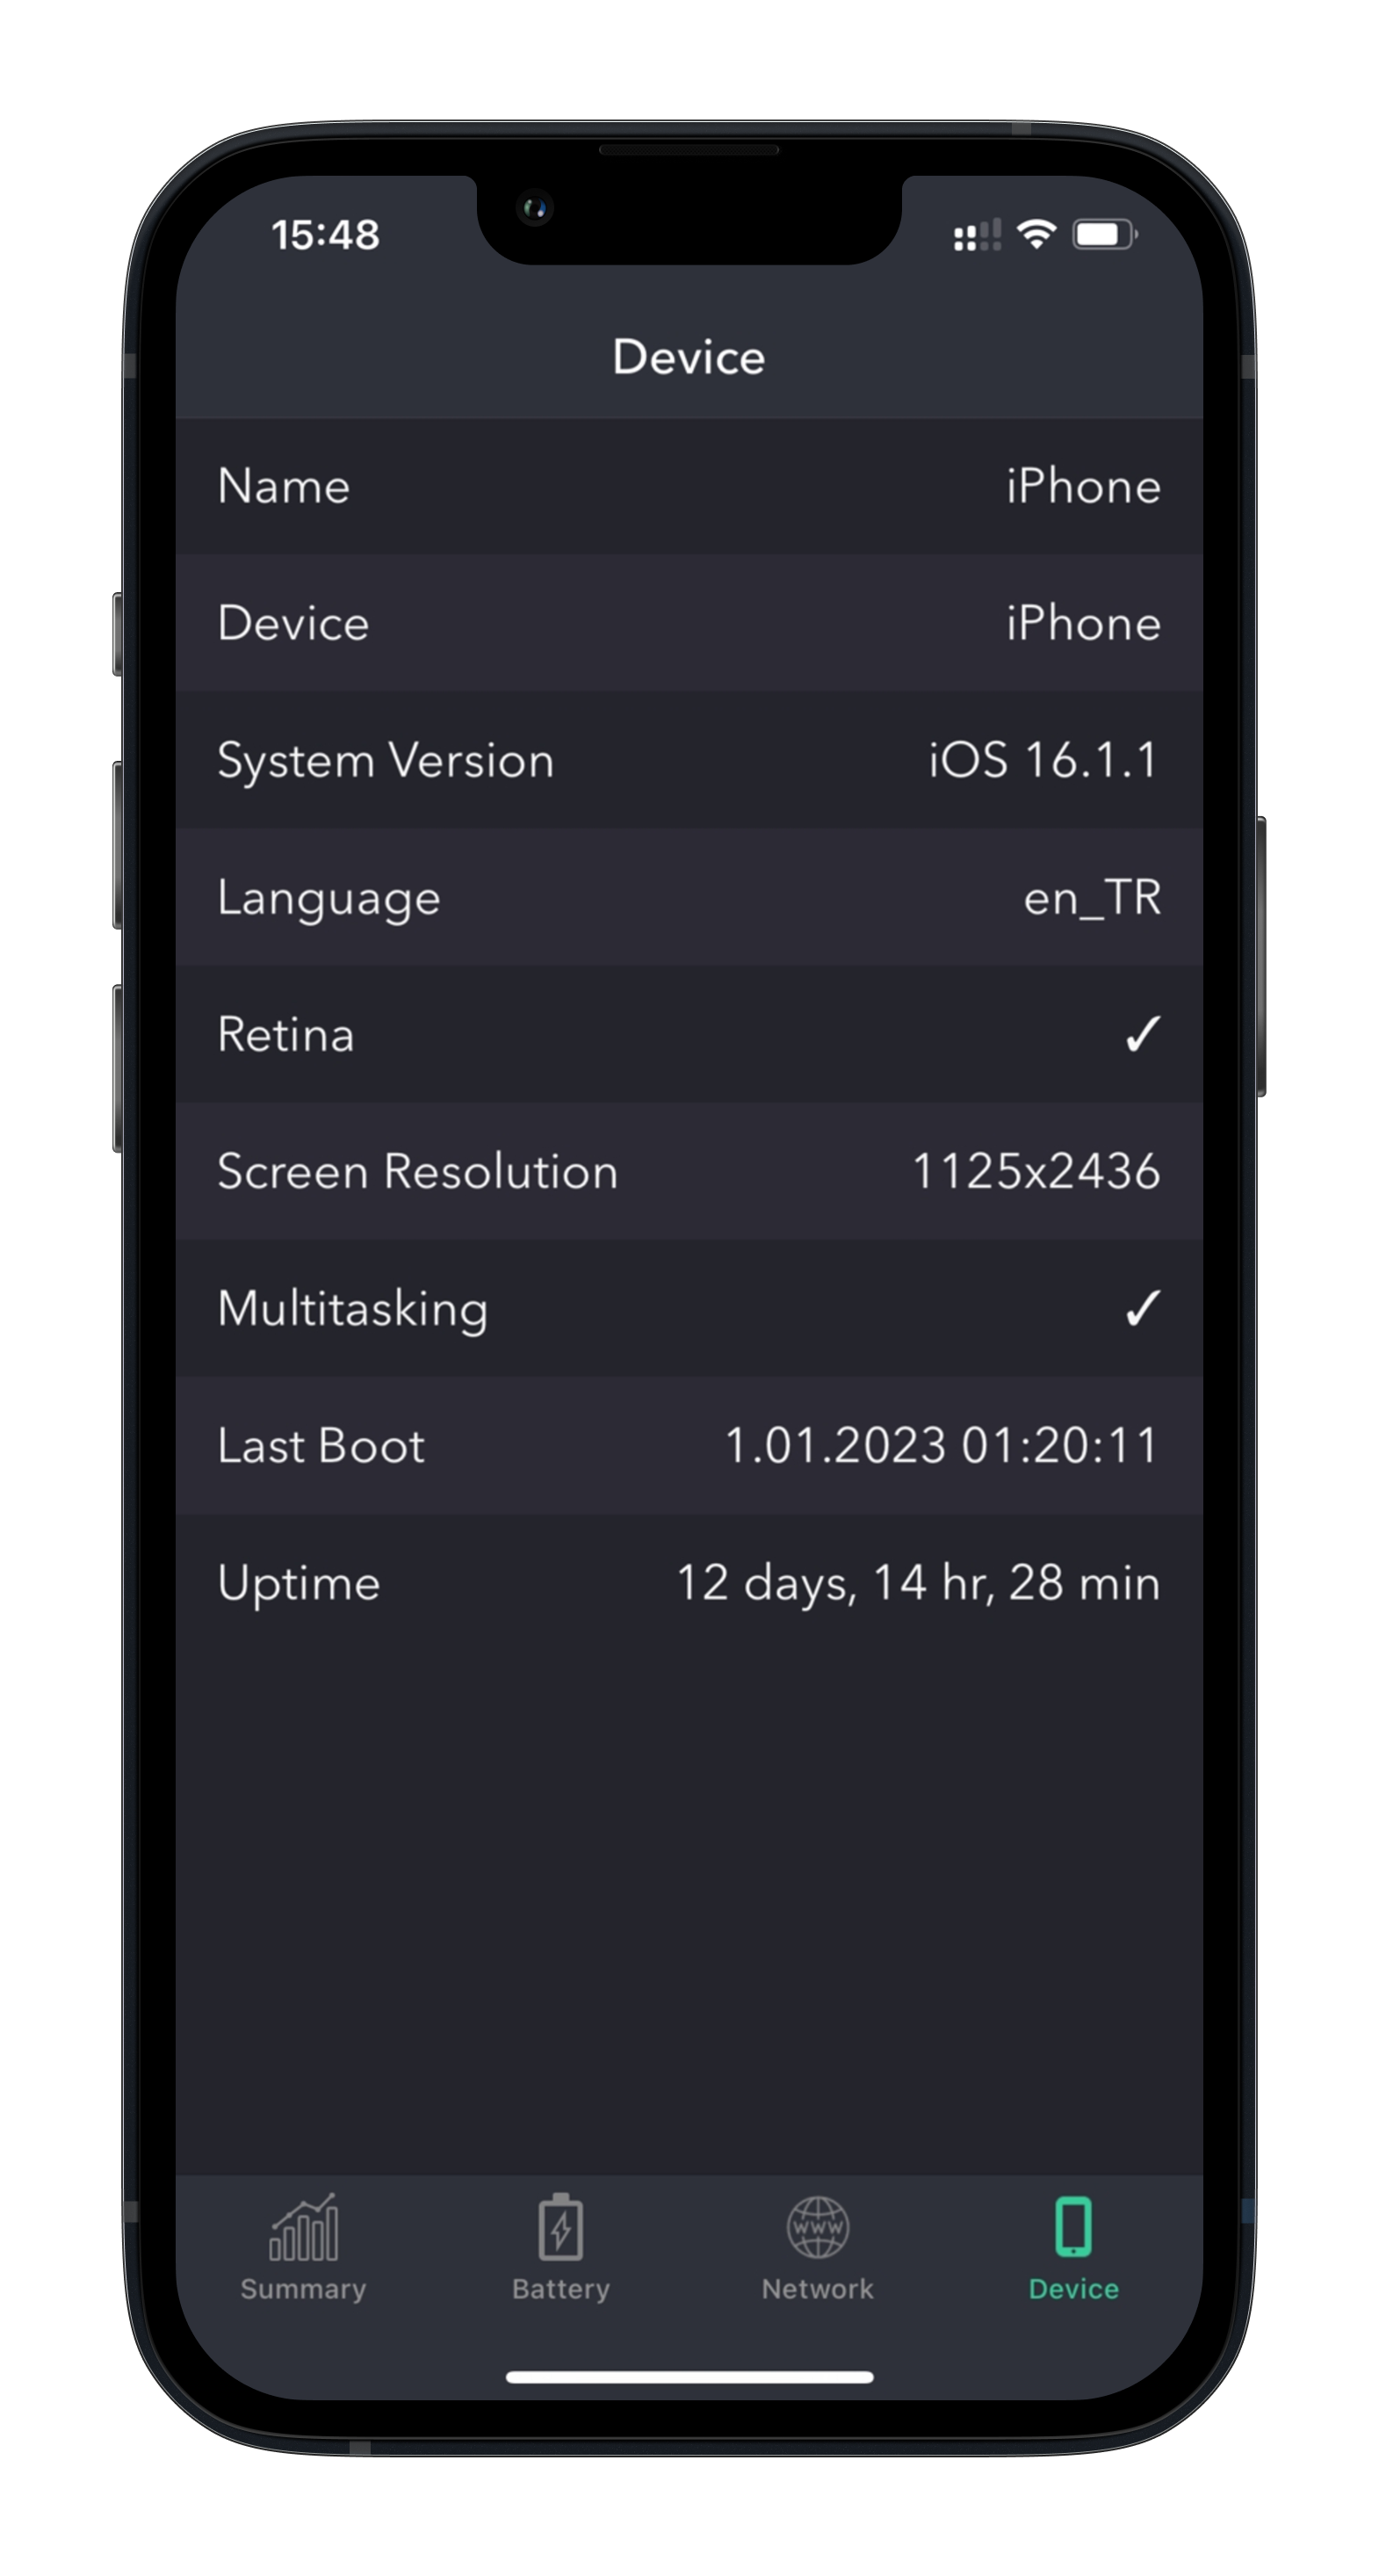 15:48
Device
Name iPhone
Device iPhone
System Version iOS 16.1.1
Language en_TR
Retina ✓
Screen Resolution 1125x2436
Multitasking ✓
Last Boot 1.01.2023 01:20:11
Uptime 12 days, 14 hr, 28 min
WWW
Summary Battery Network Device